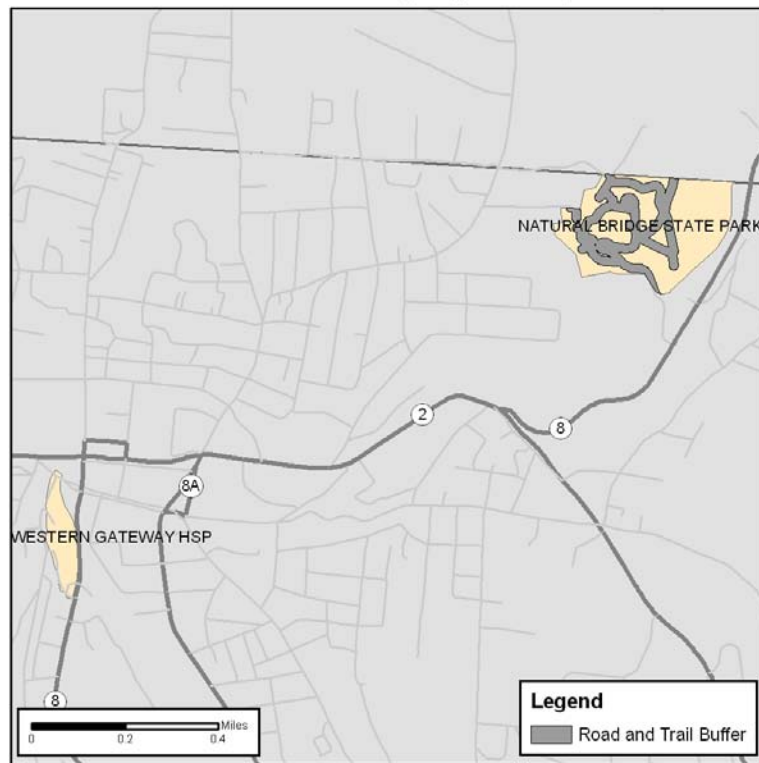 NATURAL BRIDGE STATE PARK
2
8
8A
WESTERN GATEWAY HSP
8
Miles
0 0.2 0.4
Legend
Road and Trail Buffer